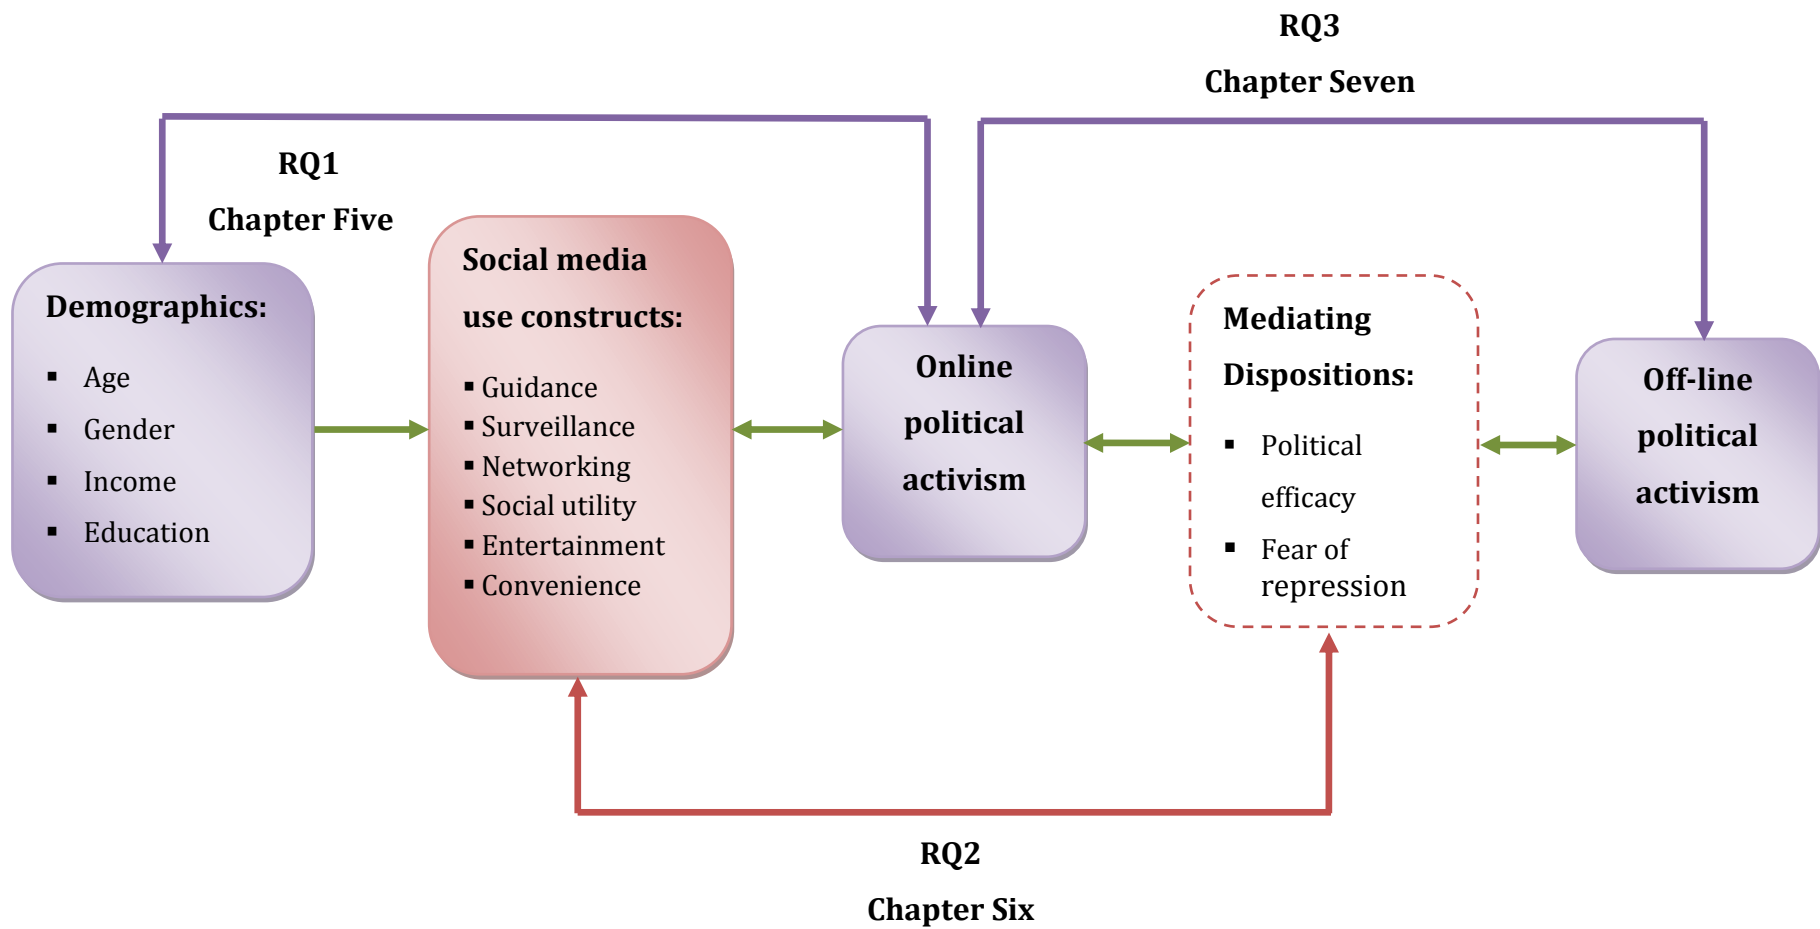 RQ3
Chapter Seven
RQ1
Chapter Five
Demographics:
▪ Age
▪ Gender
▪ Income
▪ Education
Social media
use constructs:
▪ Guidance
▪ Surveillance
▪ Networking
▪ Social utility
▪ Entertainment
▪ Convenience
Online
political
activism
Mediating
Dispositions:
▪ Political
efficacy
▪ Fear of
repression
Off-line
political
activism
RQ2
Chapter Six